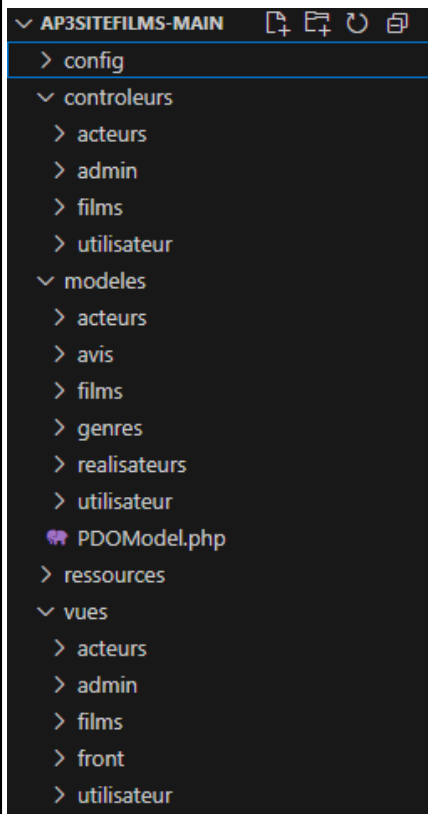 AP3SITEFILMS-MAIN
config
controleurs
acteurs
admin
films
utilisateur
modeles
acteurs
avis
films
genres
realisateurs
utilisateur
PDOModel.php
ressources
vues
acteurs
admin
films
front
utilisateur